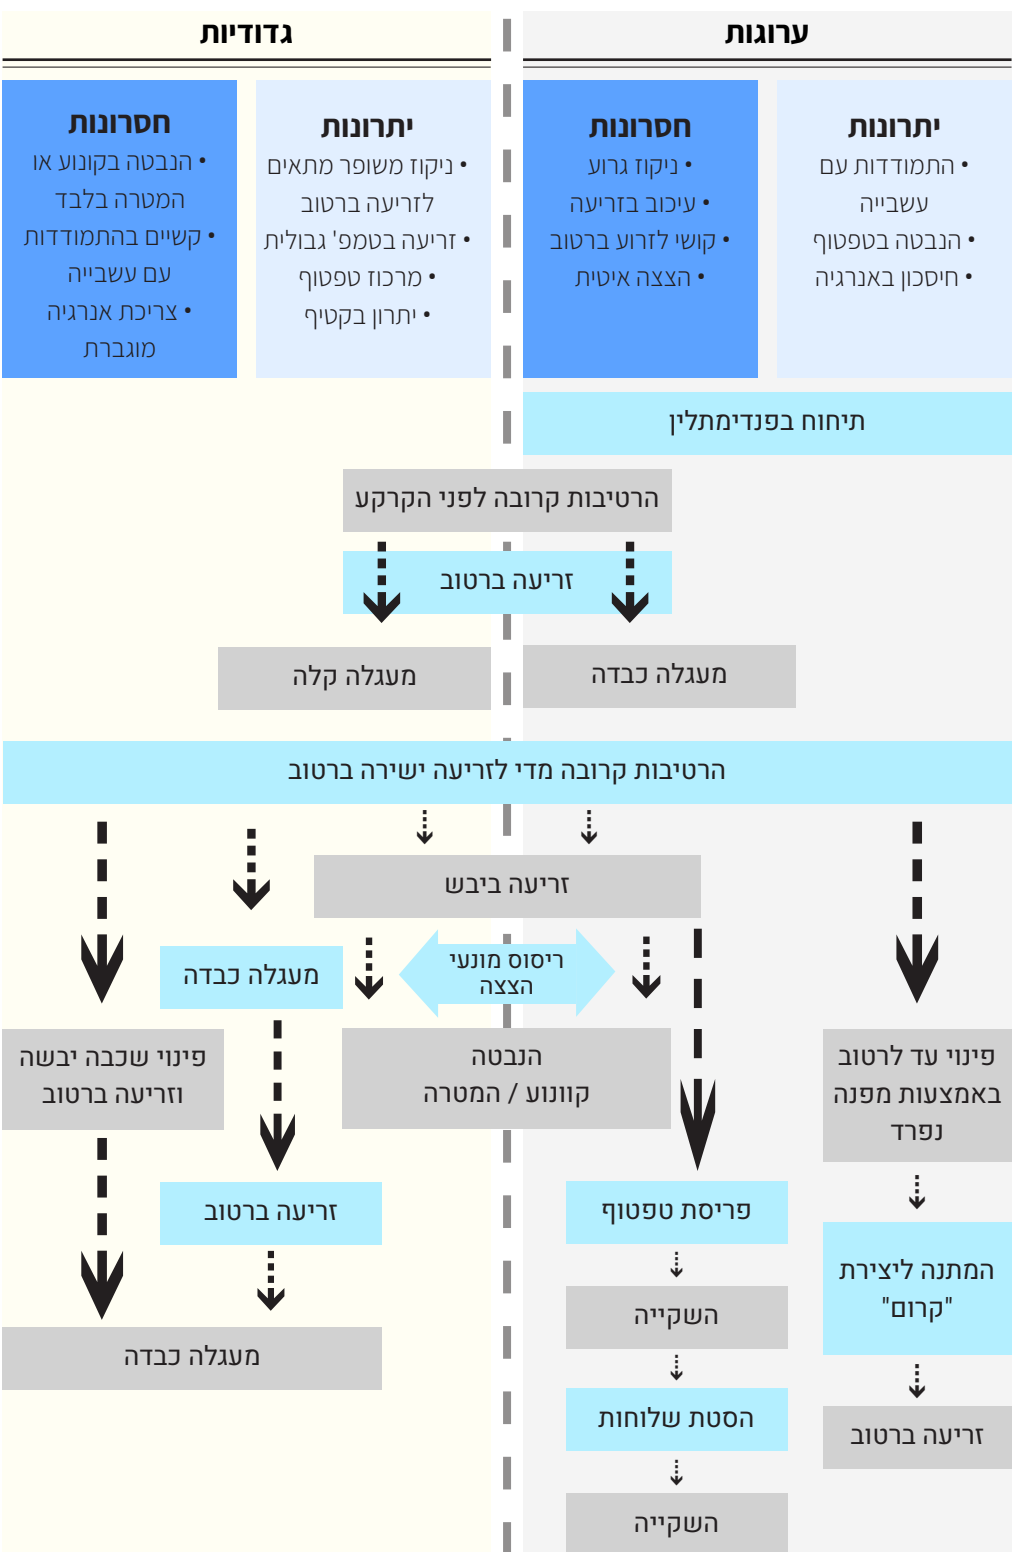 ערוגות
גדודיות
יתרונות
• התמודדות עם
עשבייה
• הנבטה בטפטוף
• חיסכון באנרגיה
חסרונות
• ניקוז גרוע
• עיכוב בזריעה
• קושי לזרוע ברטוב
• הצצה איטית
יתרונות
• ניקוז משופר מתאים
לזריעה ברטוב
• זריעה בטמפ' גבולית
• מרכוז טפטוף
• יתרון בקטיף
חסרונות
• הנבטה בקונוע או
המטרה בלבד
• קשיים בהתמודדות
עם עשבייה
• צריכת אנרגיה
מוגברת
תיחוח בפנדימתלין
הרטיבות קרובה לפני הקרקע
זריעה ברטוב
מעגלה כבדה
מעגלה קלה
הרטיבות קרובה מדי לזריעה ישירה ברטוב
זריעה ביבש
ריסוס מונעי
הצצה
מעגלה כבדה
פינוי עד לרטוב
באמצעות מפנה
נפרד
הנבטה
קוונוע / המטרה
פינוי שכבה יבשה
וזריעה ברטוב
פריסת טפטוף
זריעה ברטוב
המתנה ליצירת
"קרום"
השקייה
מעגלה כבדה
הסטת שלוחות
זריעה ברטוב
השקייה